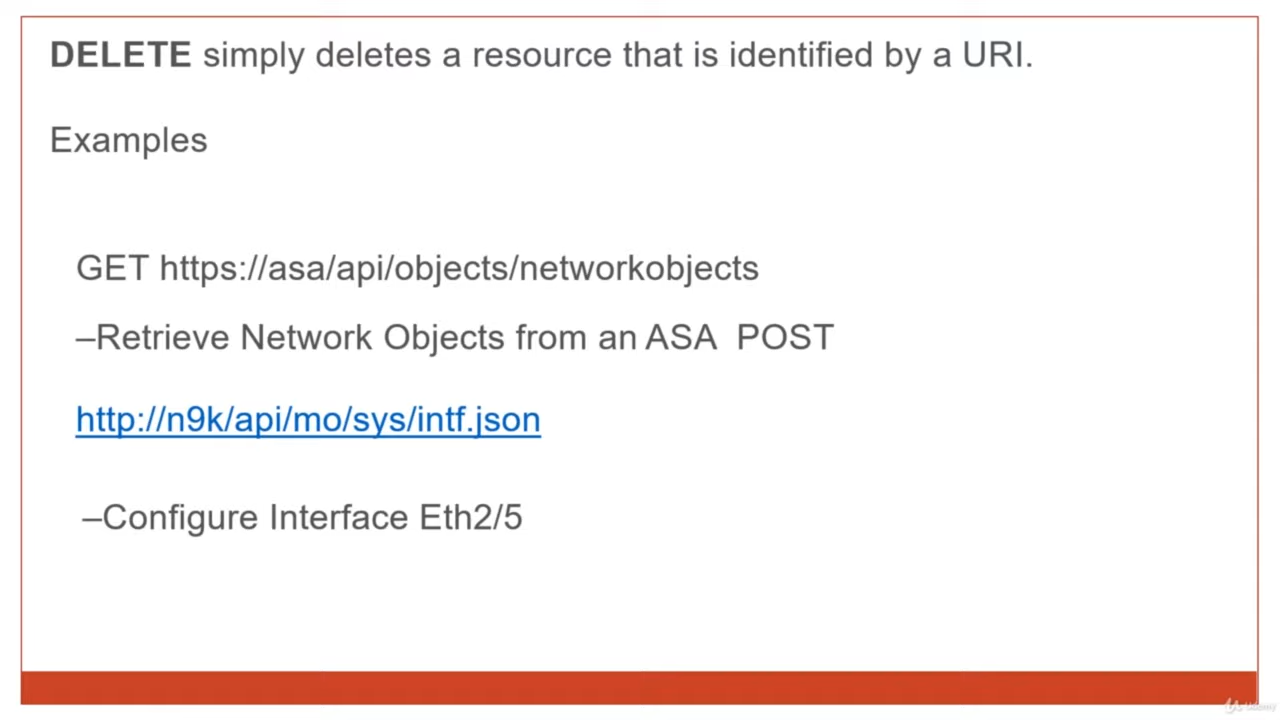 DELETE simply deletes a resource that is identified by a URI.
Examples
GET https://asa/api/objects/networkobjects
–Retrieve Network Objects from an ASA  POST
http://n9k/api/mo/sys/intf.json
–Configure Interface Eth2/5
Udemy